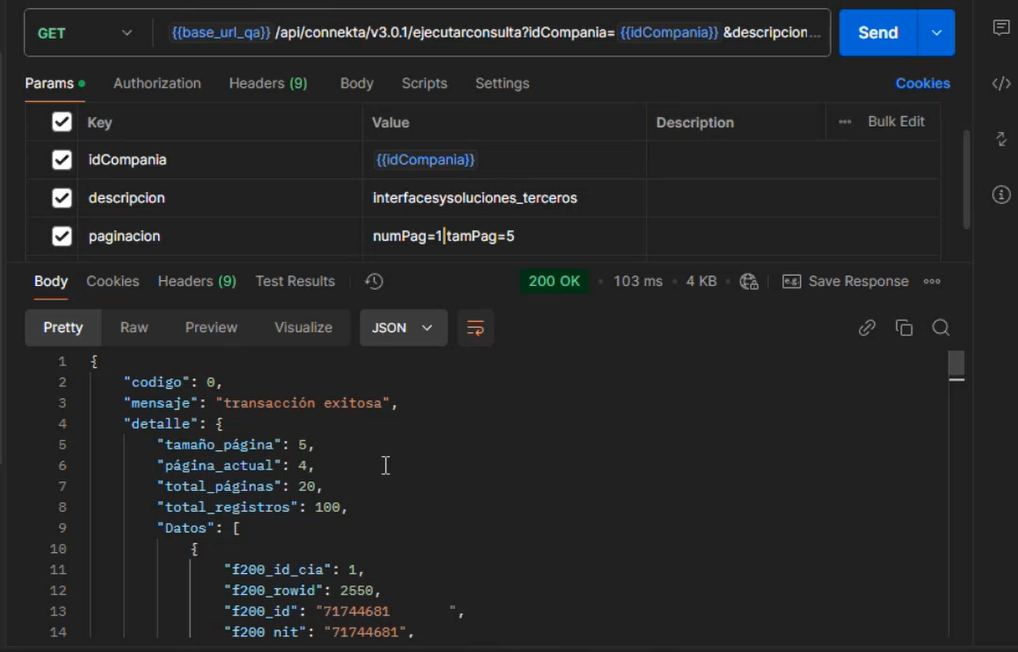 GET {{base_url_qa}} /api/connekta/v3.0.1/ejecutarconsulta?idCompania= {{idCompania}} &descripcion... Send
Params Authorization Headers (9) Body Scripts Settings Cookies
Key Value Description ••• Bulk Edit
idCompania {{idCompania}}
descripcion interfacesysoluciones_terceros
paginacion numPag=1|tamPag=5
Body Cookies Headers (9) Test Results 200 OK • 103 ms • 4 KB • e.g. Save Response •••
Pretty Raw Preview Visualize JSON
1 {
2 "codigo": 0,
3 "mensaje": "transacción exitosa",
4 "detalle": {
5 "tamaño_página": 5,
6 "página_actual": 4,
7 "total_páginas": 20,
8 "total_registros": 100,
9 "Datos": [
10 {
11 "f200_id_cia": 1,
12 "f200_rowid": 2550,
13 "f200_id": "71744681       ",
14 "f200_nit": "71744681",